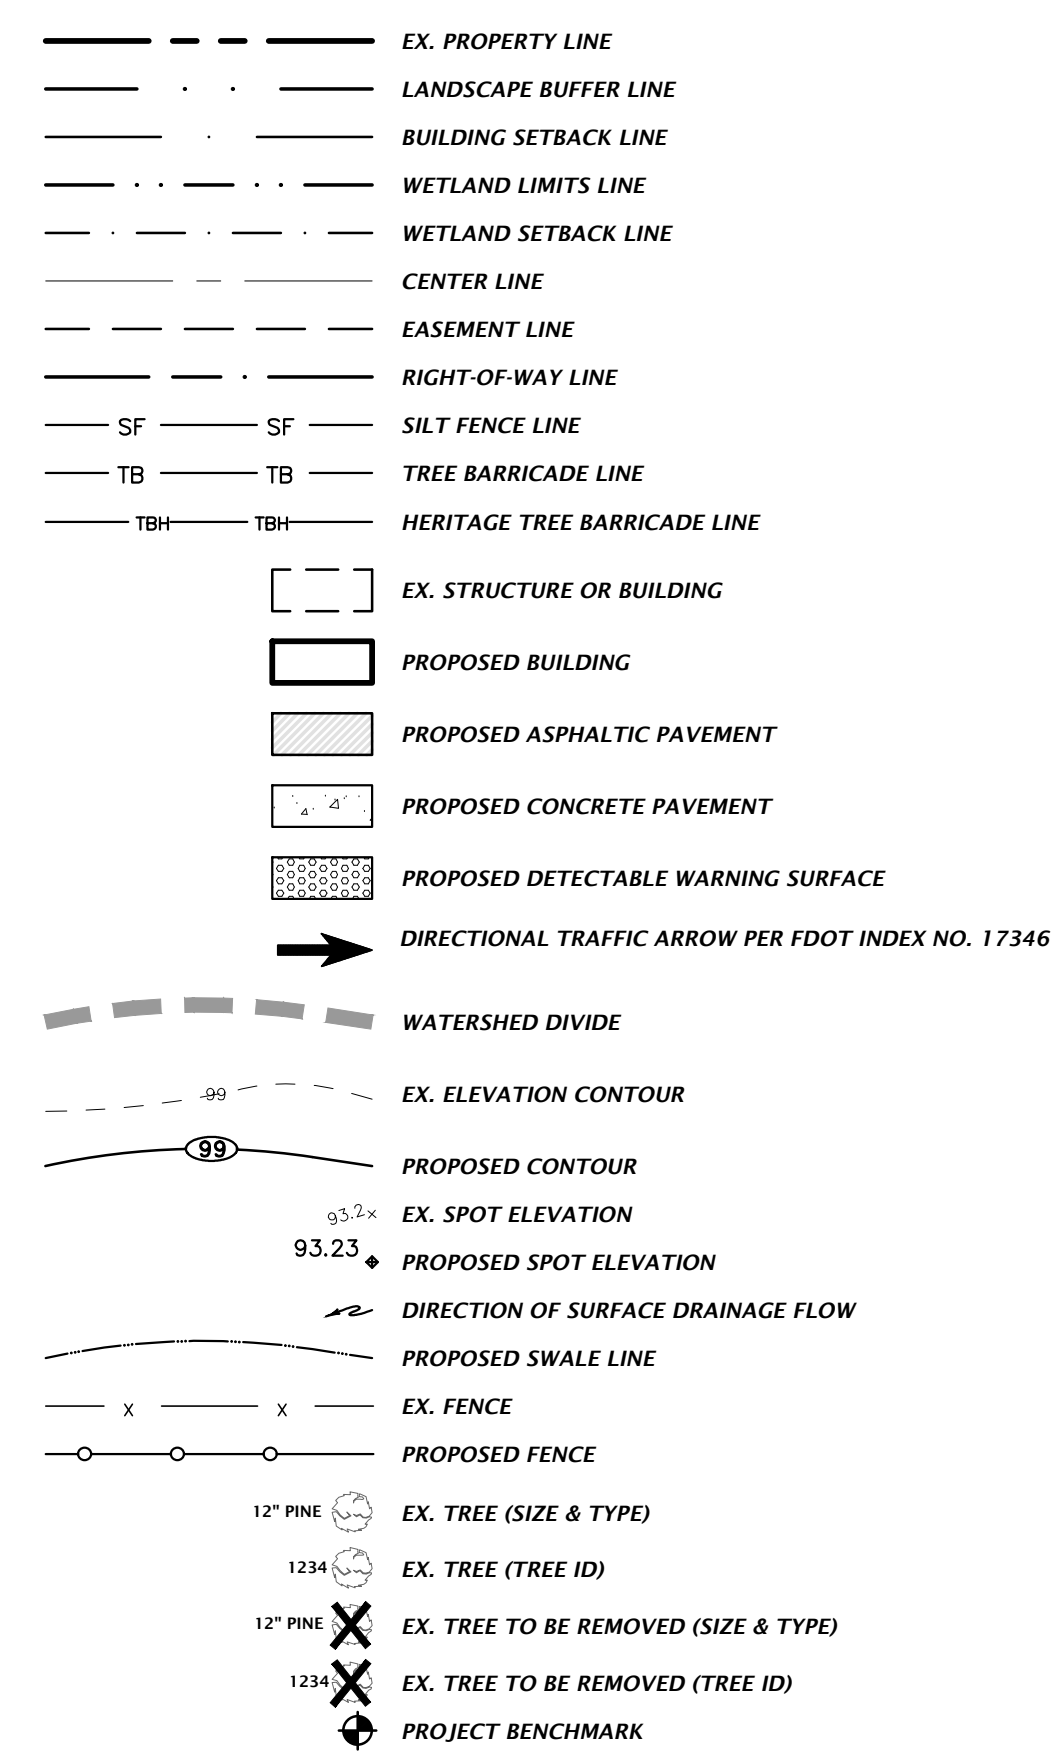 EX. PROPERTY LINE
LANDSCAPE BUFFER LINE
BUILDING SETBACK LINE
WETLAND LIMITS LINE
WETLAND SETBACK LINE
CENTER LINE
EASEMENT LINE
RIGHT-OF-WAY LINE
SF SF SILT FENCE LINE
TB TB TREE BARRICADE LINE
TBH TBH HERITAGE TREE BARRICADE LINE
EX. STRUCTURE OR BUILDING
PROPOSED BUILDING
PROPOSED ASPHALTIC PAVEMENT
PROPOSED CONCRETE PAVEMENT
PROPOSED DETECTABLE WARNING SURFACE
DIRECTIONAL TRAFFIC ARROW PER FDOT INDEX NO. 17346
WATERSHED DIVIDE
99 EX. ELEVATION CONTOUR
99 PROPOSED CONTOUR
93.2x EX. SPOT ELEVATION
93.23 PROPOSED SPOT ELEVATION
DIRECTION OF SURFACE DRAINAGE FLOW
PROPOSED SWALE LINE
X X EX. FENCE
PROPOSED FENCE
12" PINE EX. TREE (SIZE & TYPE)
1234 EX. TREE (TREE ID)
12" PINE EX. TREE TO BE REMOVED (SIZE & TYPE)
1234 EX. TREE TO BE REMOVED (TREE ID)
PROJECT BENCHMARK